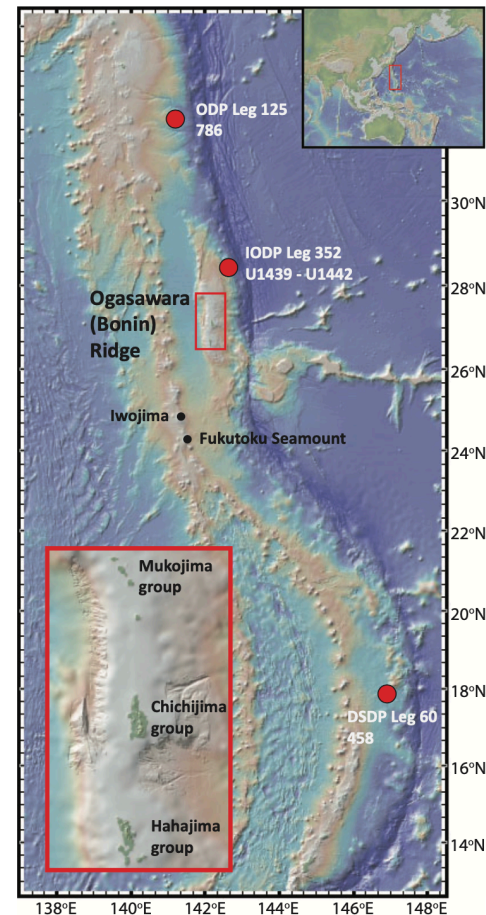 ODP Leg 125
786
30°N
IODP Leg 352
U1439 - U1442
28°N
Ogasawara
(Bonin)
Ridge
26°N
Iwojima
Fukutoku Seamount
24°N
22°N
Mukojima
group
20°N
18°N
Chichijima
group
DSDP Leg 60
458
16°N
Hahajima
group
14°N
138°E
140°E
142°E
144°E
146°E
148°E